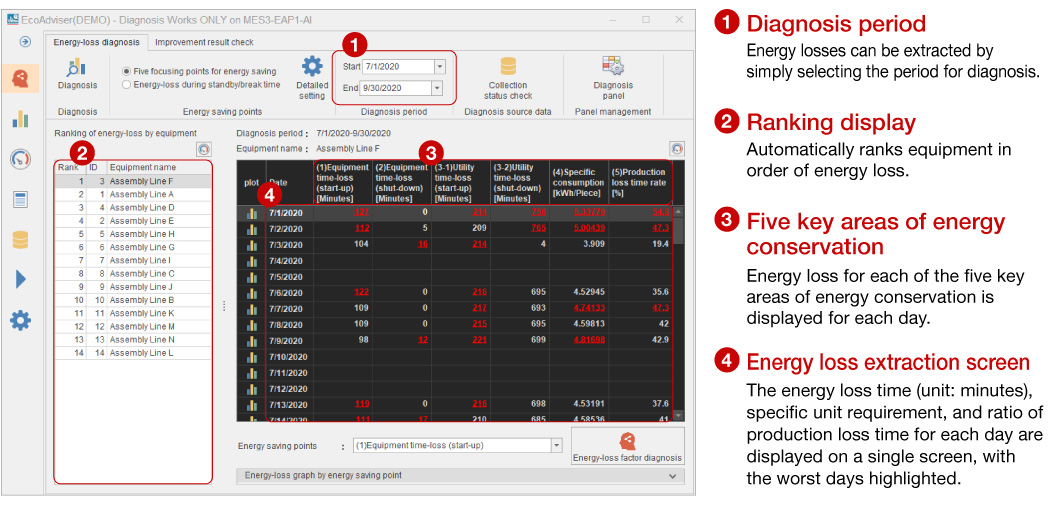 EcoAdviser(DEMO) - Diagnosis Works ONLY on MES3-EAP1-AI
Energy-loss diagnosis
Improvement result check
Diagnosis
Five focusing points for energy saving
Energy-loss during standby/break time
Detailed
setting
1
Start 7/1/2020
End 9/30/2020
Collection
status check
Diagnosis
panel
Diagnosis
Energy saving points
Diagnosis period
Diagnosis source data
Panel management
Ranking of energy-loss by equipment
2
Rank ID Equipment name
1 3 Assembly Line F
2 1 Assembly Line A
3 4 Assembly Line D
4 2 Assembly Line E
5 5 Assembly Line H
6 6 Assembly Line G
7 7 Assembly Line I
8 8 Assembly Line C
9 9 Assembly Line J
10 10 Assembly Line B
11 11 Assembly Line K
12 12 Assembly Line M
13 13 Assembly Line N
14 14 Assembly Line L
Diagnosis period : 7/1/2020-9/30/2020
Equipment name : Assembly Line F
3
4
plot
Date
(1)Equipment
time-loss
(start-up)
[Minutes]
(2)Equipment
time-loss
(shut-down)
[Minutes]
(3-1)Utility
time-loss
(start-up)
[Minutes]
(3-2)Utility
time-loss
(shut-down)
[Minutes]
(4)Specific
consumption
[kWh/Piece]
(5)Production
loss time rate
[%]
7/1/2020 127 0 214 756 5.33779 54.8
7/2/2020 112 5 209 765 5.00439 47.3
7/3/2020 104 16 214 4 3.909 19.4
7/4/2020
7/5/2020
7/6/2020 122 0 216 695 4.52945 35.6
7/7/2020 109 0 217 693 4.74133 47.3
7/8/2020 109 0 215 695 4.59813 42
7/9/2020 98 12 221 699 4.81688 42.9
7/10/2020
7/11/2020
7/12/2020
7/13/2020 119 0 216 698 4.53191 37.6
7/14/2020 111 17 210 685 4.58536 41
Energy saving points : (1)Equipment time-loss (start-up)
Energy-loss factor diagnosis
Energy-loss graph by energy saving point
1 Diagnosis period
Energy losses can be extracted by
simply selecting the period for diagnosis.
2 Ranking display
Automatically ranks equipment in
order of energy loss.
3 Five key areas of energy
conservation
Energy loss for each of the five key
areas of energy conservation is
displayed for each day.
4 Energy loss extraction screen
The energy loss time (unit: minutes),
specific unit requirement, and ratio of
production loss time for each day are
displayed on a single screen, with
the worst days highlighted.